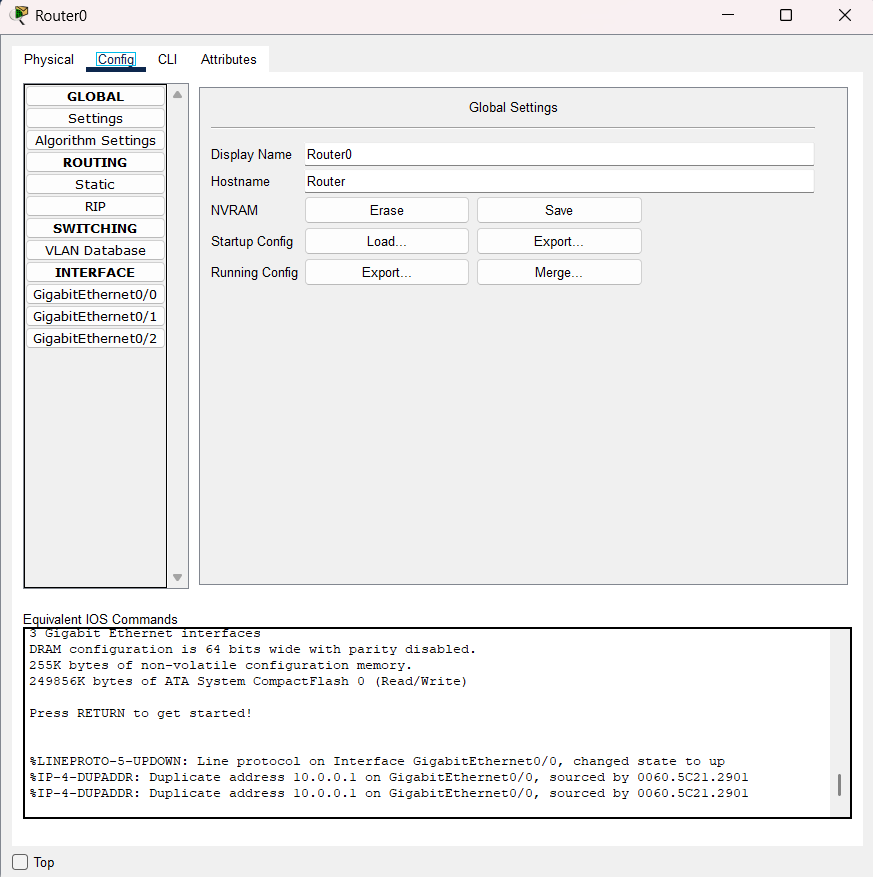 Router0
Physical Config CLI Attributes
GLOBAL
Settings
Algorithm Settings
ROUTING
Static
RIP
SWITCHING
VLAN Database
INTERFACE
GigabitEthernet0/0
GigabitEthernet0/1
GigabitEthernet0/2
Global Settings
Display Name Router0
Hostname Router
NVRAM Erase Save
Startup Config Load... Export...
Running Config Export... Merge...
Equivalent IOS Commands
3 Gigabit Ethernet interfaces
DRAM configuration is 64 bits wide with parity disabled.
255K bytes of non-volatile configuration memory.
249856K bytes of ATA System CompactFlash 0 (Read/Write)
Press RETURN to get started!
%LINEPROTO-5-UPDOWN: Line protocol on Interface GigabitEthernet0/0, changed state to up
%IP-4-DUPADDR: Duplicate address 10.0.0.1 on GigabitEthernet0/0, sourced by 0060.5C21.2901
%IP-4-DUPADDR: Duplicate address 10.0.0.1 on GigabitEthernet0/0, sourced by 0060.5C21.2901
Top